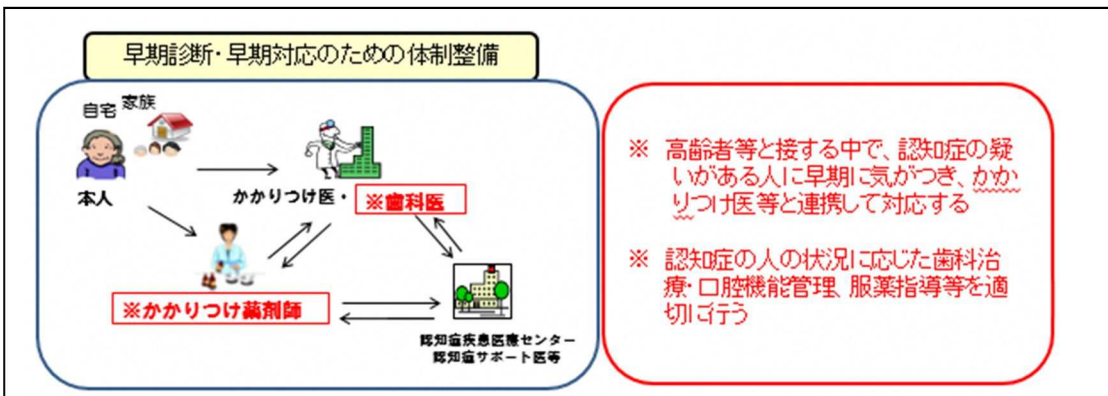 早期診断・早期対応のための体制整備
自宅 家族
本人
かかりつけ医・
※歯科医
※かかりつけ薬剤師
認知症疾患医療センター
認知症サポート医等
※ 高齢者等と接する中で、認知症の疑
いがある人に早期に気がつき、かか
りつけ医等と連携して対応する
※ 認知症の人の状況に応じた歯科治
療・口腔機能管理、服薬指導等を適
切に行う